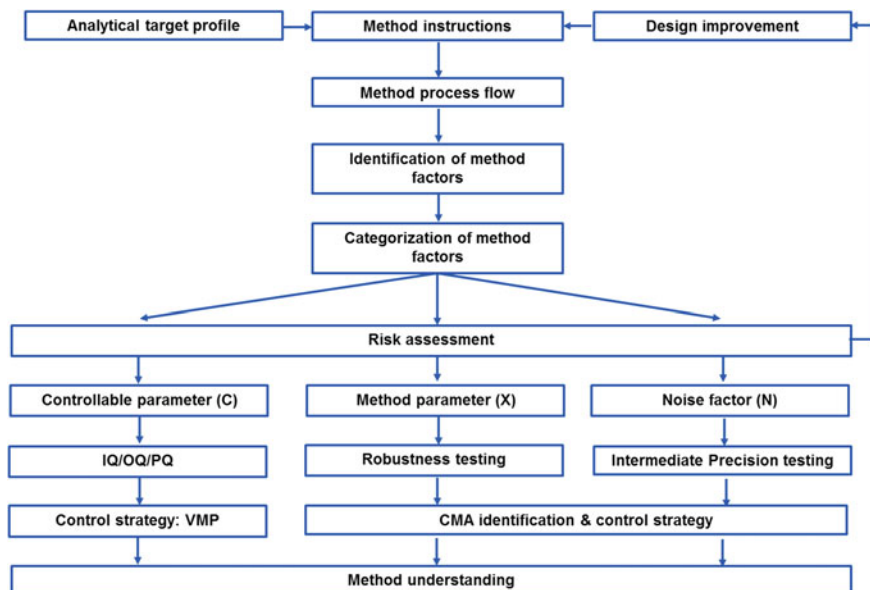 Analytical target profile
Method instructions
Design improvement
Method process flow
Identification of method
factors
Categorization of method
factors
Risk assessment
Controllable parameter (C)
Method parameter (X)
Noise factor (N)
IQ/OQ/PQ
Robustness testing
Intermediate Precision testing
Control strategy: VMP
CMA identification & control strategy
Method understanding